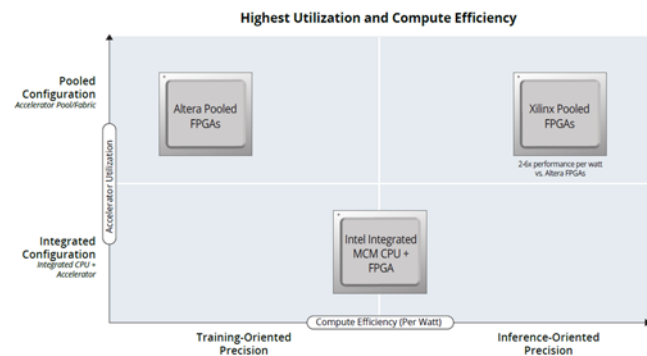 Highest Utilization and Compute Efficiency
Pooled
Configuration
Accelerator Pool/Fabric
Altera Pooled
FPGAs
Xilinx Pooled
FPGAs
2-6x performance per watt
vs. Altera FPGAs
Accelerator Utilization
Integrated
Configuration
Integrated CPU +
Accelerator
Intel Integrated
MCM CPU +
FPGA
Compute Efficiency (Per Watt)
Training-Oriented
Precision
Inference-Oriented
Precision